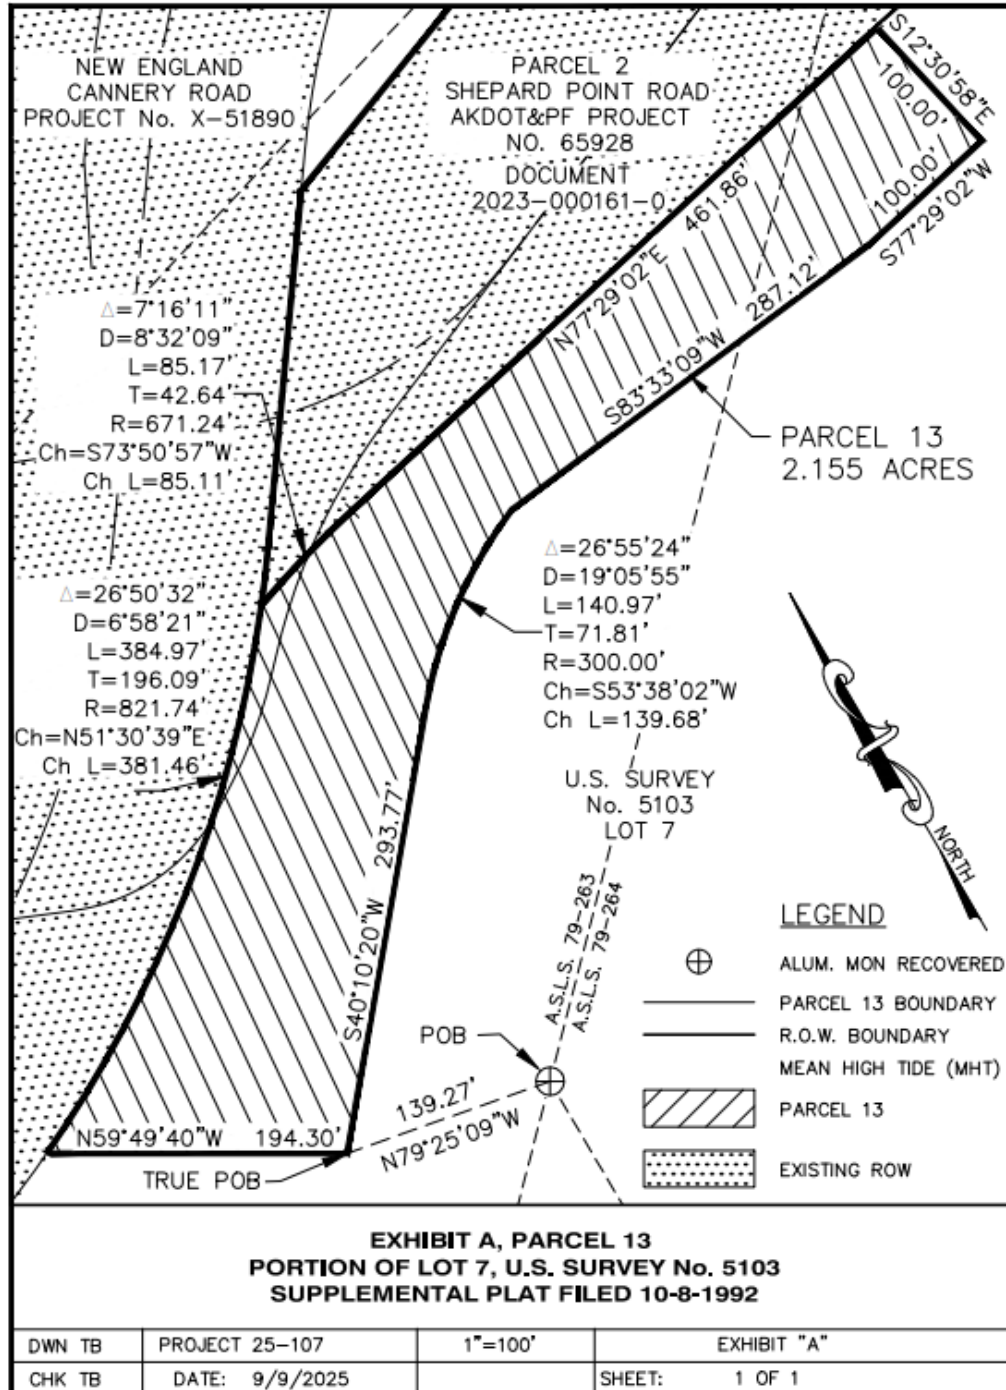 NEW ENGLAND
CANNERY ROAD
PROJECT No. X-51890
PARCEL 2
SHEPARD POINT ROAD
AKDOT&PF PROJECT
NO. 65928
DOCUMENT
2023-000161-0
S12°30'58"E
100.00'
100.00'
S77°29'02"W
N77°29'02"E 461.86'
S83°33'09"W 287.12'
Δ=7°16'11"
D=8°32'09"
L=85.17'
T=42.64'
R=671.24'
Ch=S73°50'57"W
Ch L=85.11'
PARCEL 13
2.155 ACRES
Δ=26°55'24"
D=19°05'55"
L=140.97'
T=71.81'
R=300.00'
Ch=S53°38'02"W
Ch L=139.68'
Δ=26°50'32"
D=6°58'21"
L=384.97'
T=196.09'
R=821.74'
Ch=N51°30'39"E
Ch L=381.46'
U.S. SURVEY
No. 5103
LOT 7
S40°10'20"W 293.77'
A.S.L.S. 79-263
A.S.L.S. 79-264
NORTH
POB
139.27'
N79°25'09"W
N59°49'40"W 194.30'
TRUE POB
LEGEND
ALUM. MON RECOVERED
PARCEL 13 BOUNDARY
R.O.W. BOUNDARY
MEAN HIGH TIDE (MHT)
PARCEL 13
EXISTING ROW
EXHIBIT A, PARCEL 13
PORTION OF LOT 7, U.S. SURVEY No. 5103
SUPPLEMENTAL PLAT FILED 10-8-1992
DWN TB PROJECT 25-107 1"=100' EXHIBIT "A"
CHK TB DATE: 9/9/2025 SHEET: 1 OF 1